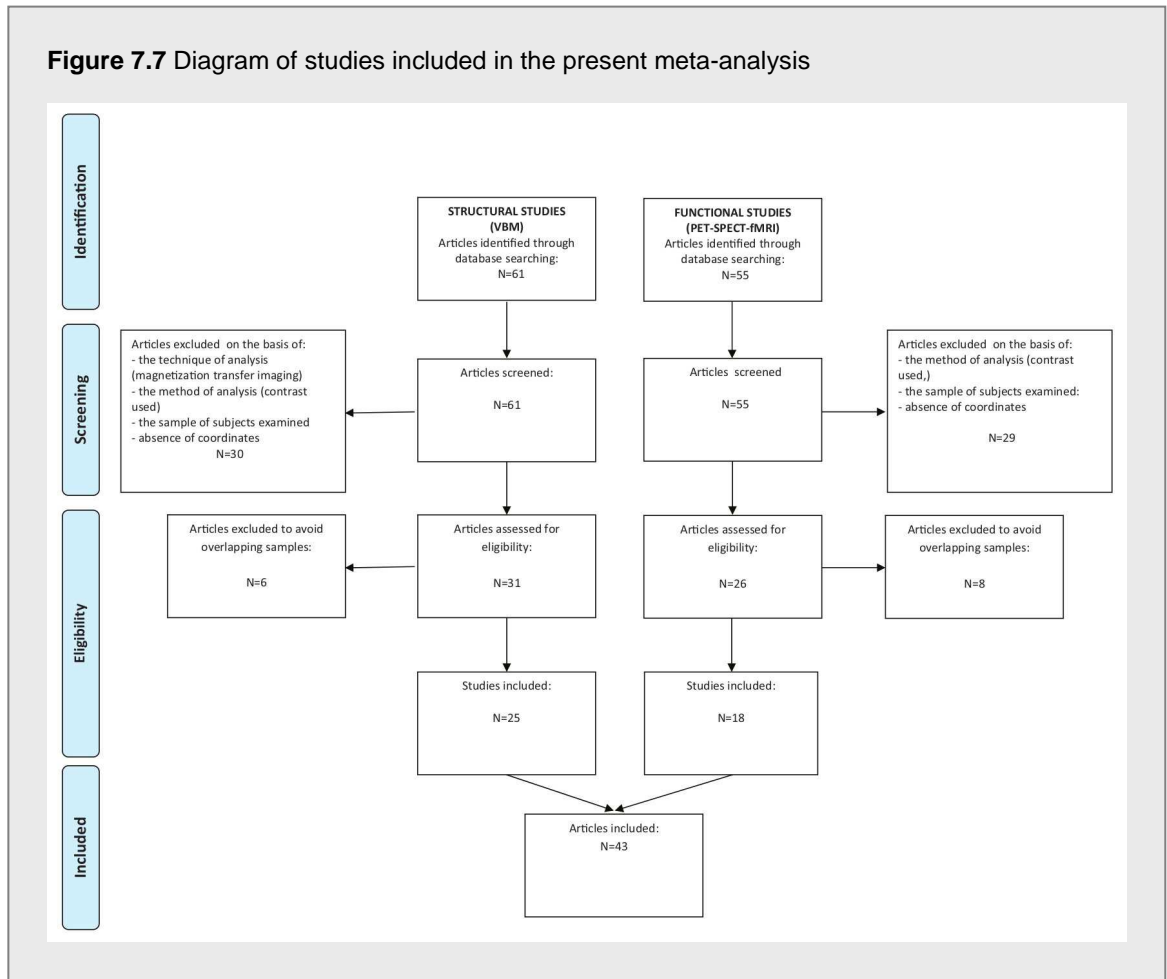 Figure 7.7 Diagram of studies included in the present meta-analysis
Identification
STRUCTURAL STUDIES
(VBM)
Articles identified through
database searching:
N=61
FUNCTIONAL STUDIES
(PET-SPECT-fMRI)
Articles identified through
database searching:
N=55
Screening
Articles excluded on the basis of:
- the technique of analysis
(magnetization transfer imaging)
- the method of analysis (contrast
used)
- the sample of subjects examined
- absence of coordinates
N=30
Articles screened:
N=61
Articles screened
N=55
Articles excluded on the basis of:
- the method of analysis (contrast
used,)
- the sample of subjects examined:
- absence of coordinates
N=29
Eligibility
Articles excluded to avoid
overlapping samples:
N=6
Articles assessed for
eligibility:
N=31
Articles assessed for
eligibility:
N=26
Articles excluded to avoid
overlapping samples:
N=8
Studies included:
N=25
Studies included:
N=18
Included
Articles included:
N=43